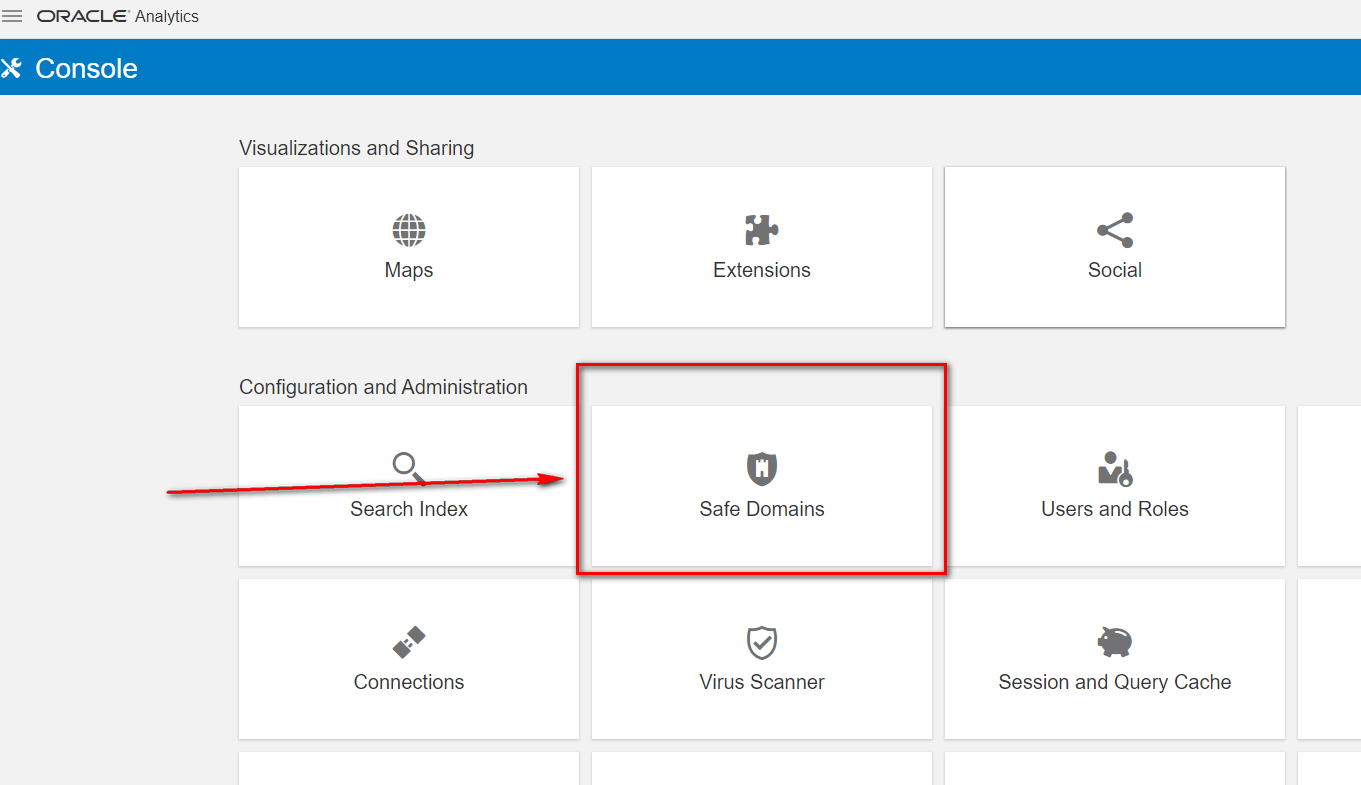 ORACLE Analytics
Console
Visualizations and Sharing
Maps
Extensions
Social
Configuration and Administration
Search Index
Safe Domains
Users and Roles
Connections
Virus Scanner
Session and Query Cache